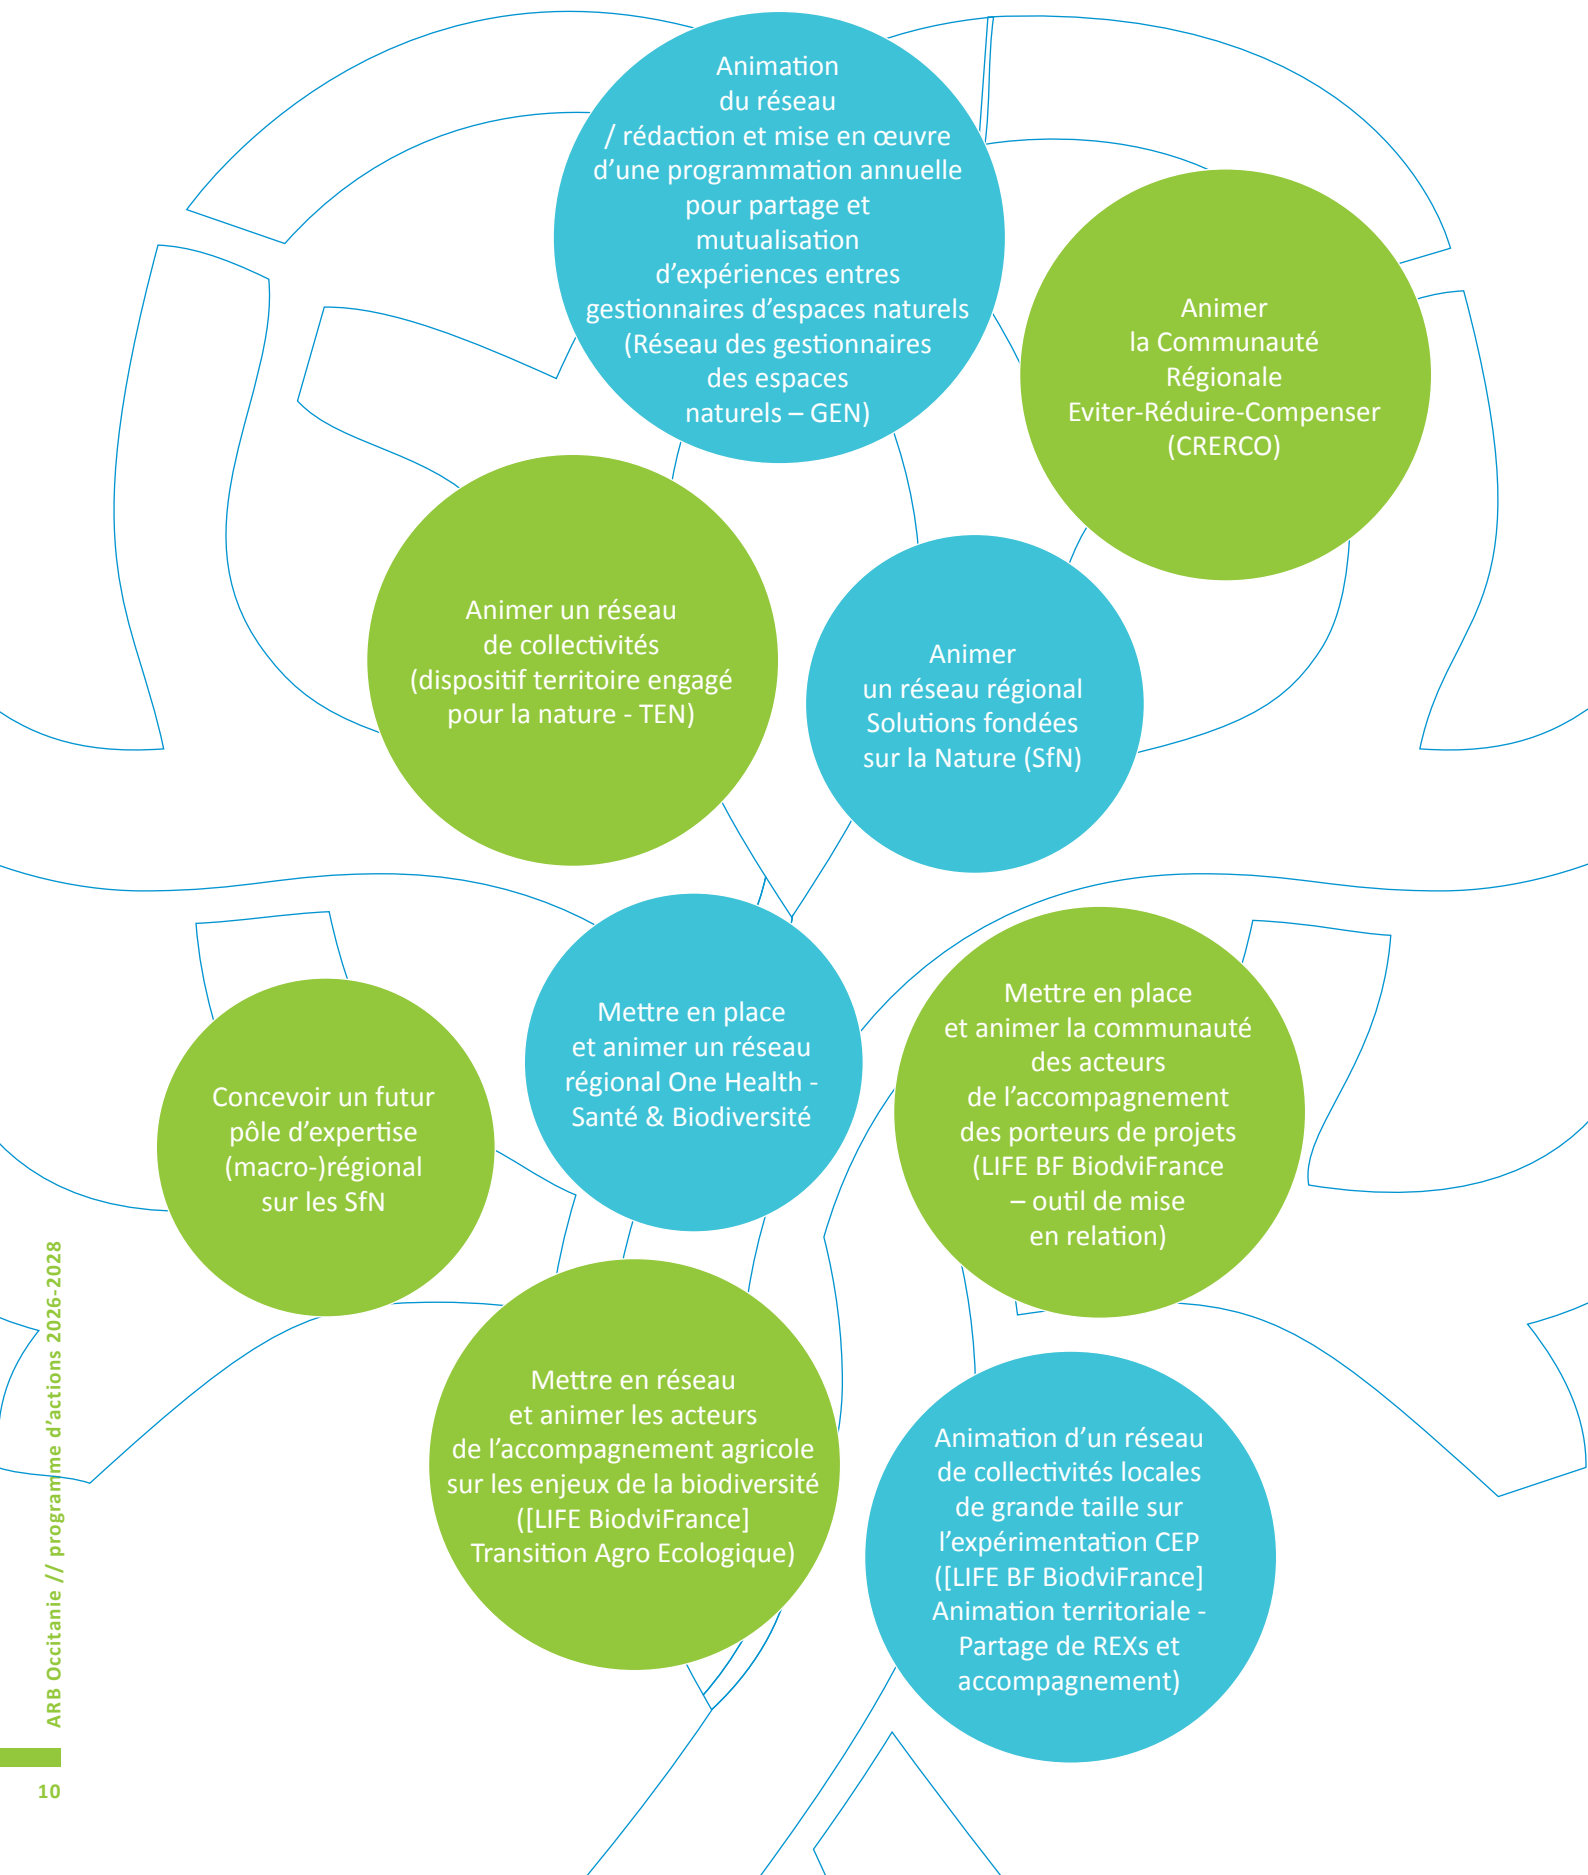 Animation
du réseau
/ rédaction et mise en œuvre
d’une programmation annuelle
pour partage et
mutualisation
d’expériences entres
gestionnaires d’espaces naturels
(Réseau des gestionnaires
des espaces
naturels – GEN)
Animer
la Communauté
Régionale
Eviter-Réduire-Compenser
(CRERCO)
Animer un réseau
de collectivités
(dispositif territoire engagé
pour la nature - TEN)
Animer
un réseau régional
Solutions fondées
sur la Nature (SfN)
Mettre en place
et animer un réseau
régional One Health -
Santé & Biodiversité
Mettre en place
et animer la communauté
des acteurs
de l’accompagnement
des porteurs de projets
(LIFE BF BiodviFrance
– outil de mise
en relation)
Concevoir un futur
pôle d’expertise
(macro-)régional
sur les SfN
Mettre en réseau
et animer les acteurs
de l’accompagnement agricole
sur les enjeux de la biodiversité
([LIFE BiodviFrance]
Transition Agro Ecologique)
Animation d’un réseau
de collectivités locales
de grande taille sur
l’expérimentation CEP
([LIFE BF BiodviFrance]
Animation territoriale -
Partage de REXs et
accompagnement)
ARB Occitanie // programme d’actions 2026-2028
10